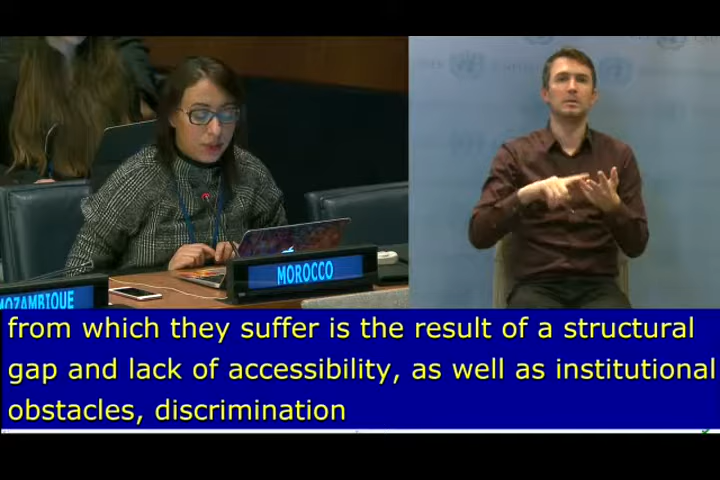 MOROCCO
MOZAMBIQUE
from which they suffer is the result of a structural
gap and lack of accessibility, as well as institutional
obstacles, discrimination